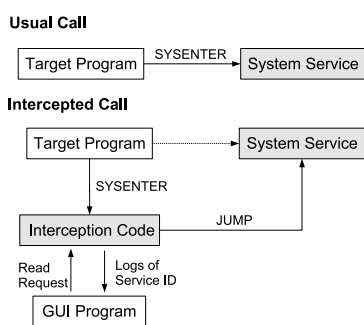 Usual Call
Target Program
SYSENTER
System Service
Intercepted Call
Target Program
System Service
SYSENTER
Interception Code
JUMP
Read
Request
Logs of
Service ID
GUI Program